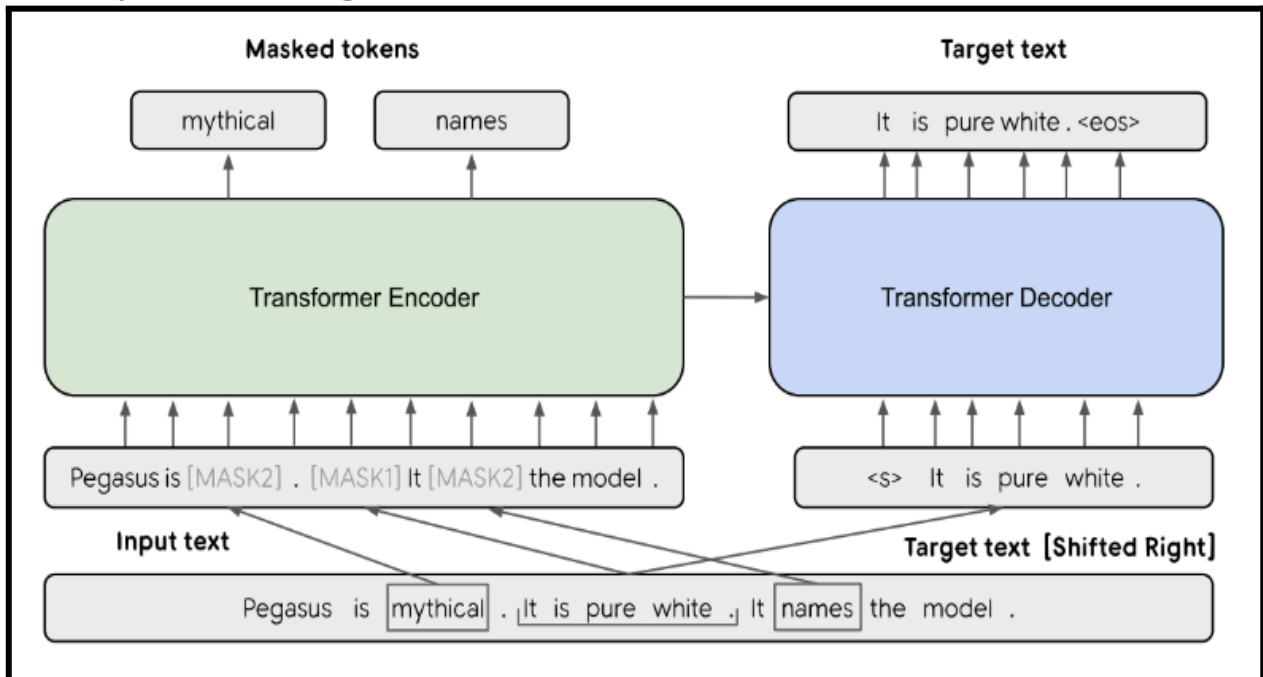 Masked tokens
Target text
mythical
names
It is pure white . <eos>
Transformer Encoder
Transformer Decoder
Pegasus is [MASK2] . [MASK1] It [MASK2] the model .
<s> It is pure white .
Input text
Target text [Shifted Right]
Pegasus is mythical . It is pure white . It names the model .